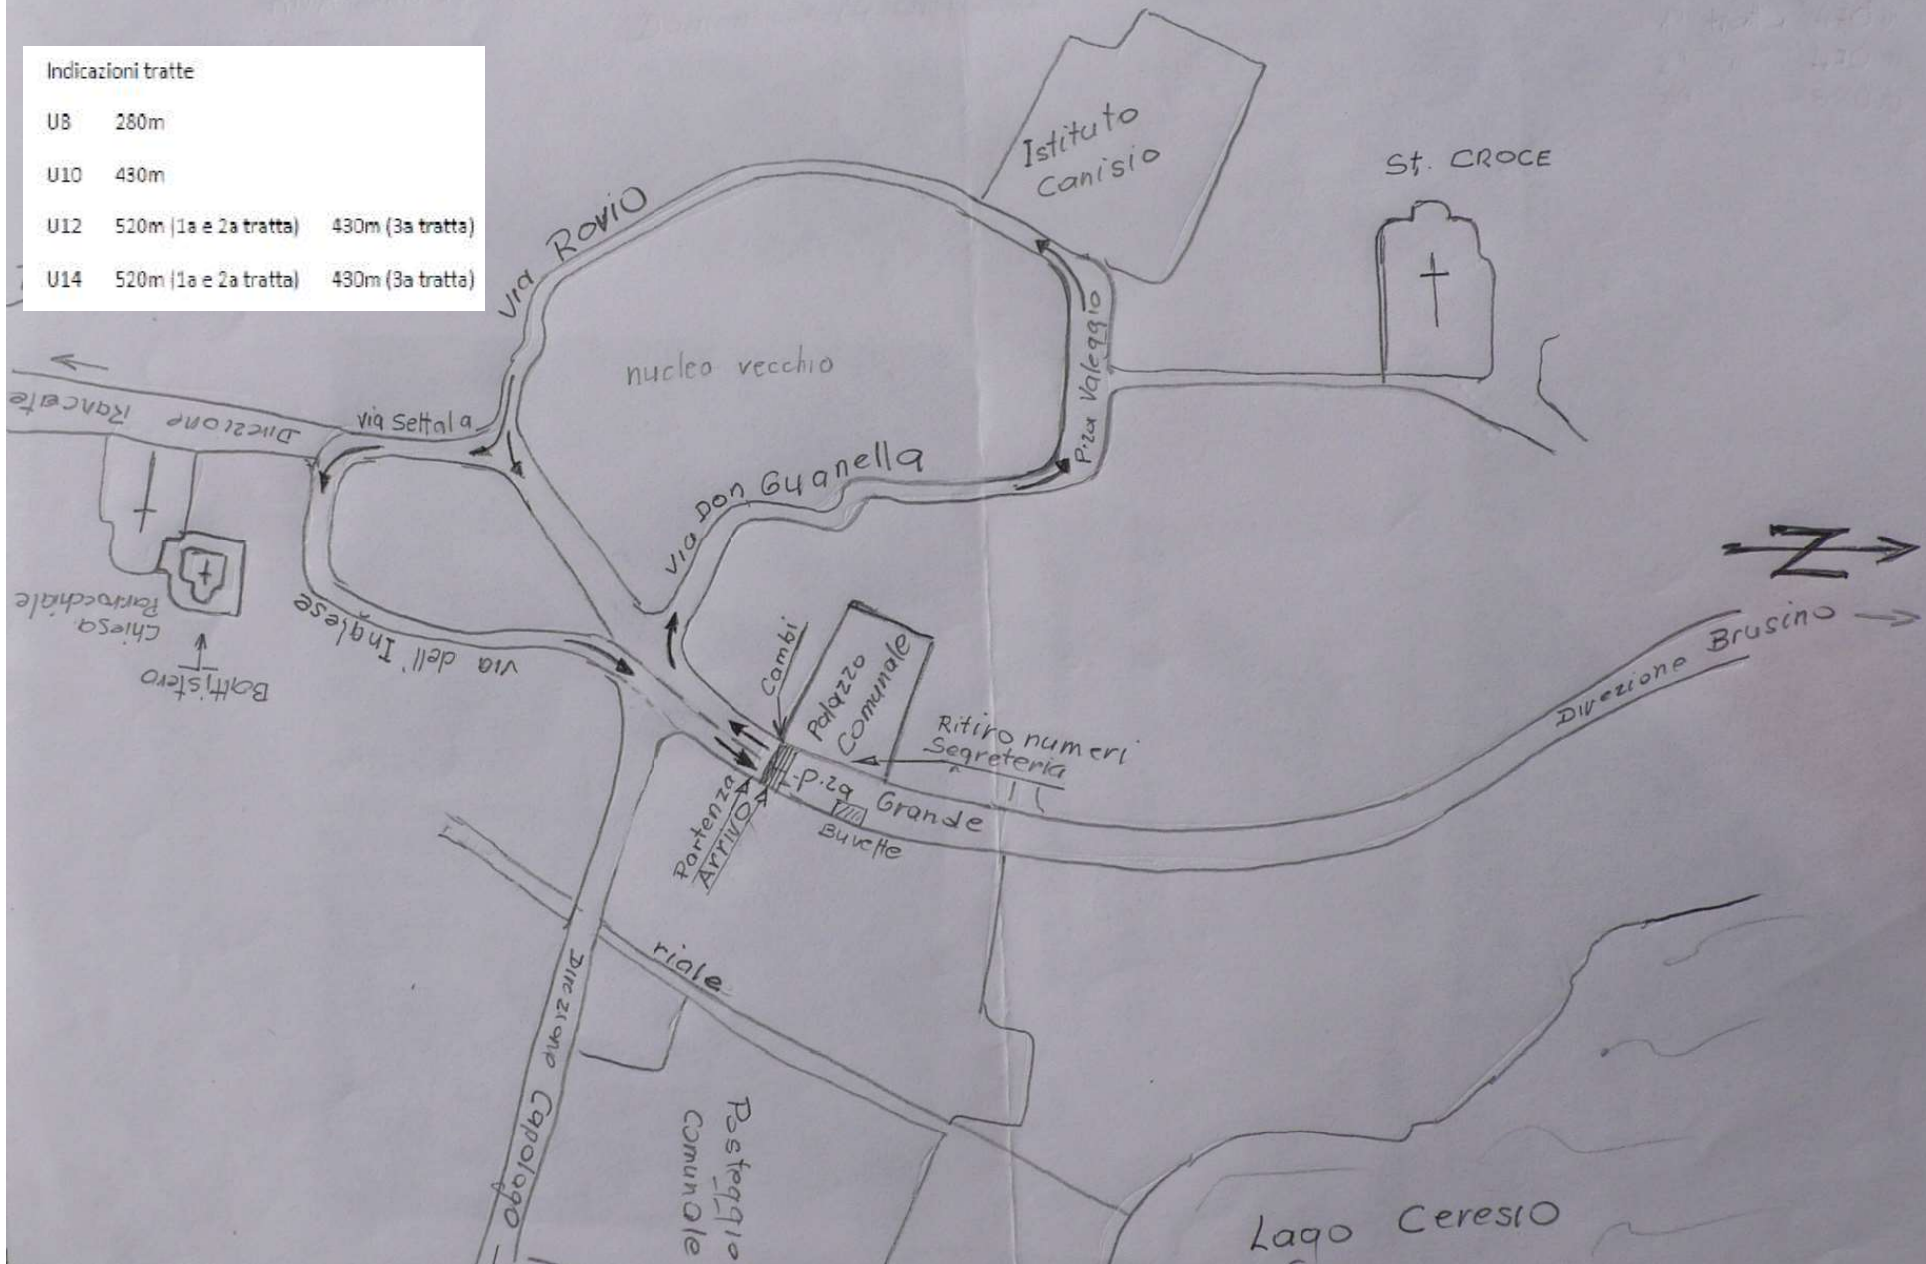 Indicazioni tratte
U8 280m
U10 430m
U12 520m (1a e 2a tratta) 430m (3a tratta)
U14 520m (1a e 2a tratta) 430m (3a tratta)
Istituto
Canisio
St. CROCE
Via ROVIO
nucleo vecchio
P.zza Valeggio
Direzione Rancate
via Settala
via Don Guanella
Chiesa
Parrocchiale
Battistero
via dell'Inglese
Cambi
Palazzo
Comunale
Ritiro numeri
Segreteria
N
Direzione Brusino
P.za Grande
Buvette
Partenza
ARRIVO
riale
Direzione Capolago
Posteggio
Comunale
Lago Ceresio